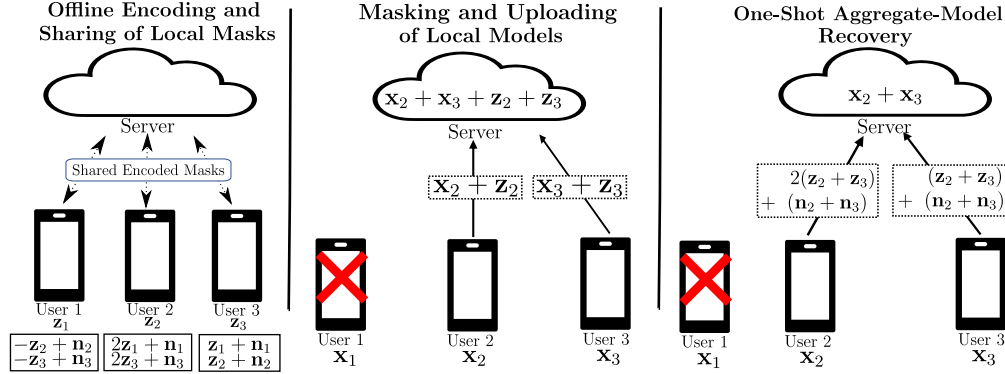 Offline Encoding and
Sharing of Local Masks
Server
Shared Encoded Masks
User 1
z₁
−z₂ + n₂
−z₃ + n₃
User 2
z₂
2z₁ + n₁
2z₃ + n₃
User 3
z₃
z₁ + n₁
z₂ + n₂
Masking and Uploading
of Local Models
x₂ + x₃ + z₂ + z₃
Server
x₂ + z₂
x₃ + z₃
User 1
x₁
User 2
x₂
User 3
x₃
One-Shot Aggregate-Model
Recovery
x₂ + x₃
Server
2(z₂ + z₃)
+ (n₂ + n₃)
(z₂ + z₃)
+ (n₂ + n₃)
User 1
x₁
User 2
x₂
User 3
x₃